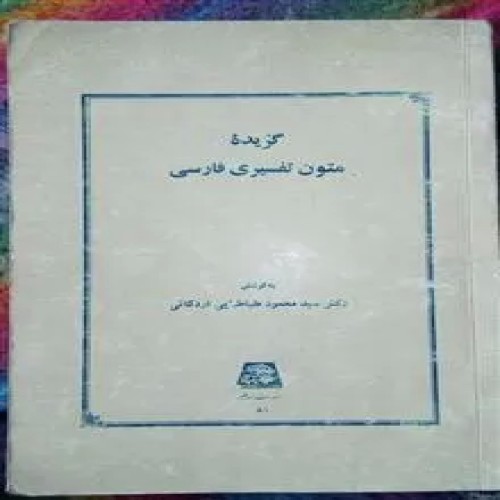 گزیدهٔ
متون تفسیری فارسی
به کوشش
دکتر سید محمود طباطبایی اردکانی